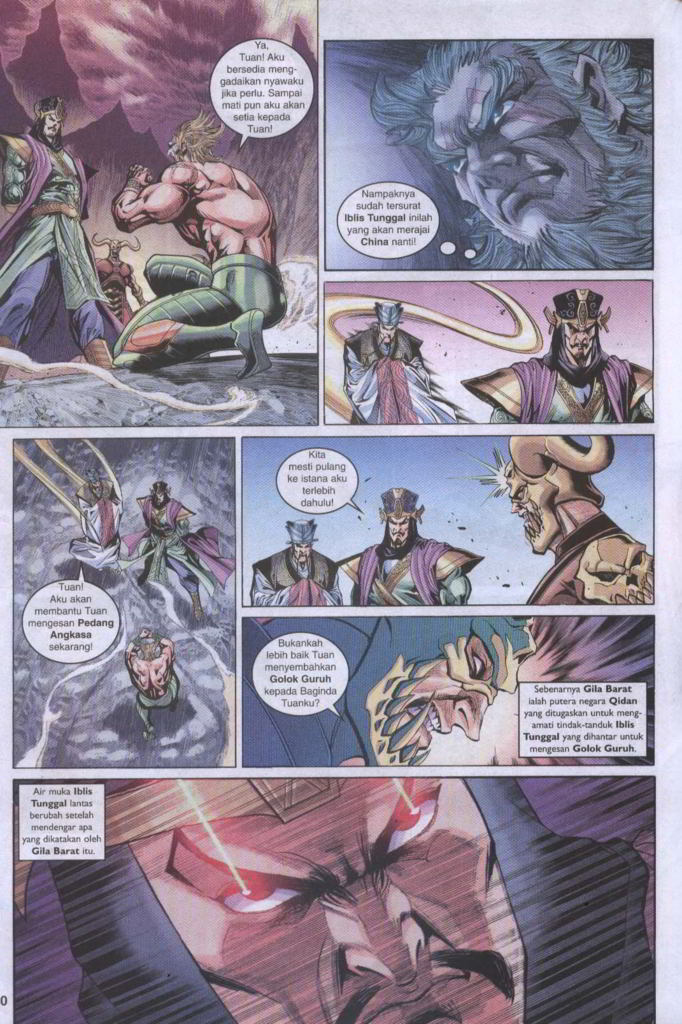 Ya,
Tuan! Aku
bersedia meng-
gadaikan nyawaku
jika perlu. Sampai
mati pun aku akan
setia kepada
Tuan!
Nampaknya
sudah tersurat
Iblis Tunggal inilah
yang akan merajai
China nanti!
Tuan!
Aku akan
membantu Tuan
mengesan Pedang
Angkasa
sekarang!
Kita
mesti pulang
ke istana aku
terlebih
dahulu!
Bukankah
lebih baik Tuan
menyembahkan
Golok Guruh
kepada Baginda
Tuanku?
Sebenarnya Gila Barat
ialah putera negara Qidan
yang ditugaskan untuk meng-
amati tindak-tanduk Iblis
Tunggal yang dihantar untuk
mengesan Golok Guruh.
Air muka Iblis
Tunggal lantas
berubah setelah
mendengar apa
yang dikatakan oleh
Gila Barat itu.
0